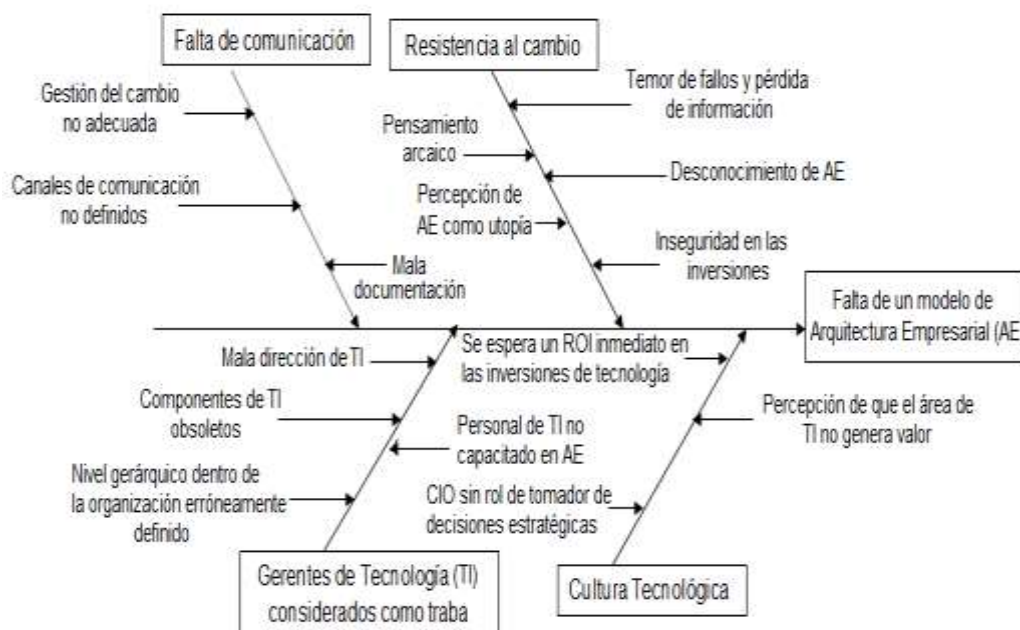 Falta de comunicación
Resistencia al cambio
Gestión del cambio
no adecuada
Canales de comunicación
no definidos
Mala
documentación
Temor de fallos y pérdida
de información
Pensamiento
arcaico
Desconocimiento de AE
Percepción de
AE como utopía
Inseguridad en las
inversiones
Falta de un modelo de
Arquitectura Empresarial (AE
Mala dirección de TI
Componentes de TI
obsoletos
Personal de TI no
capacitado en AE
Nivel gerárquico dentro de
la organización erróneamente
definido
Gerentes de Tecnología (TI)
considerados como traba
Se espera un ROI inmediato en
las inversiones de tecnología
Percepción de que el área de
TI no genera valor
CIO sin rol de tomador de
decisiones estratégicas
Cultura Tecnológica